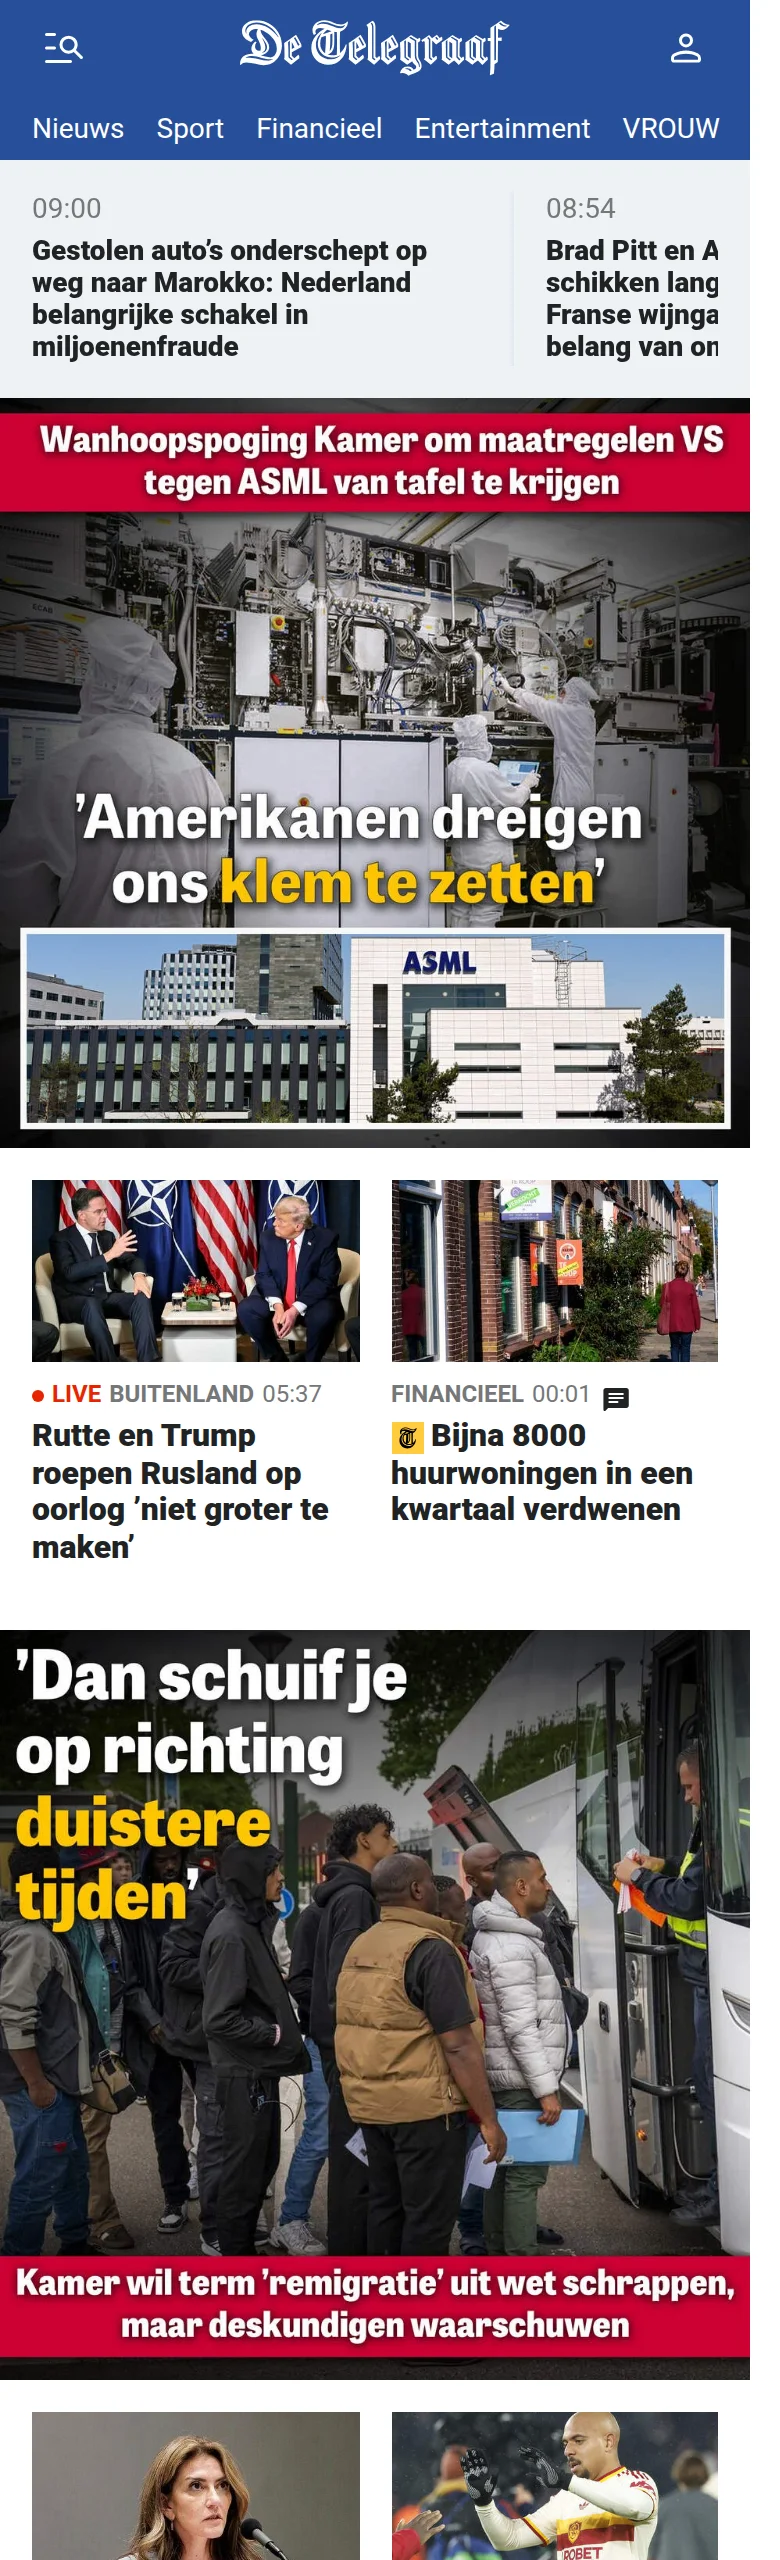 De Telegraaf
Nieuws Sport Financieel Entertainment VROUW
09:00
Gestolen auto’s onderschept op
weg naar Marokko: Nederland
belangrijke schakel in
miljoenenfraude
08:54
Brad Pitt en A
schikken lang
Franse wijnga
belang van on
Wanhoopspoging Kamer om maatregelen VS
tegen ASML van tafel te krijgen
’Amerikanen dreigen
ons klem te zetten’
ASML
LIVE BUITENLAND 05:37
Rutte en Trump
roepen Rusland op
oorlog ’niet groter te
maken’
FINANCIEEL 00:01
Bijna 8000
huurwoningen in een
kwartaal verdwenen
’Dan schuif je
op richting
duistere
tijden’
Kamer wil term ’remigratie’ uit wet schrappen,
maar deskundigen waarschuwen
ROBET